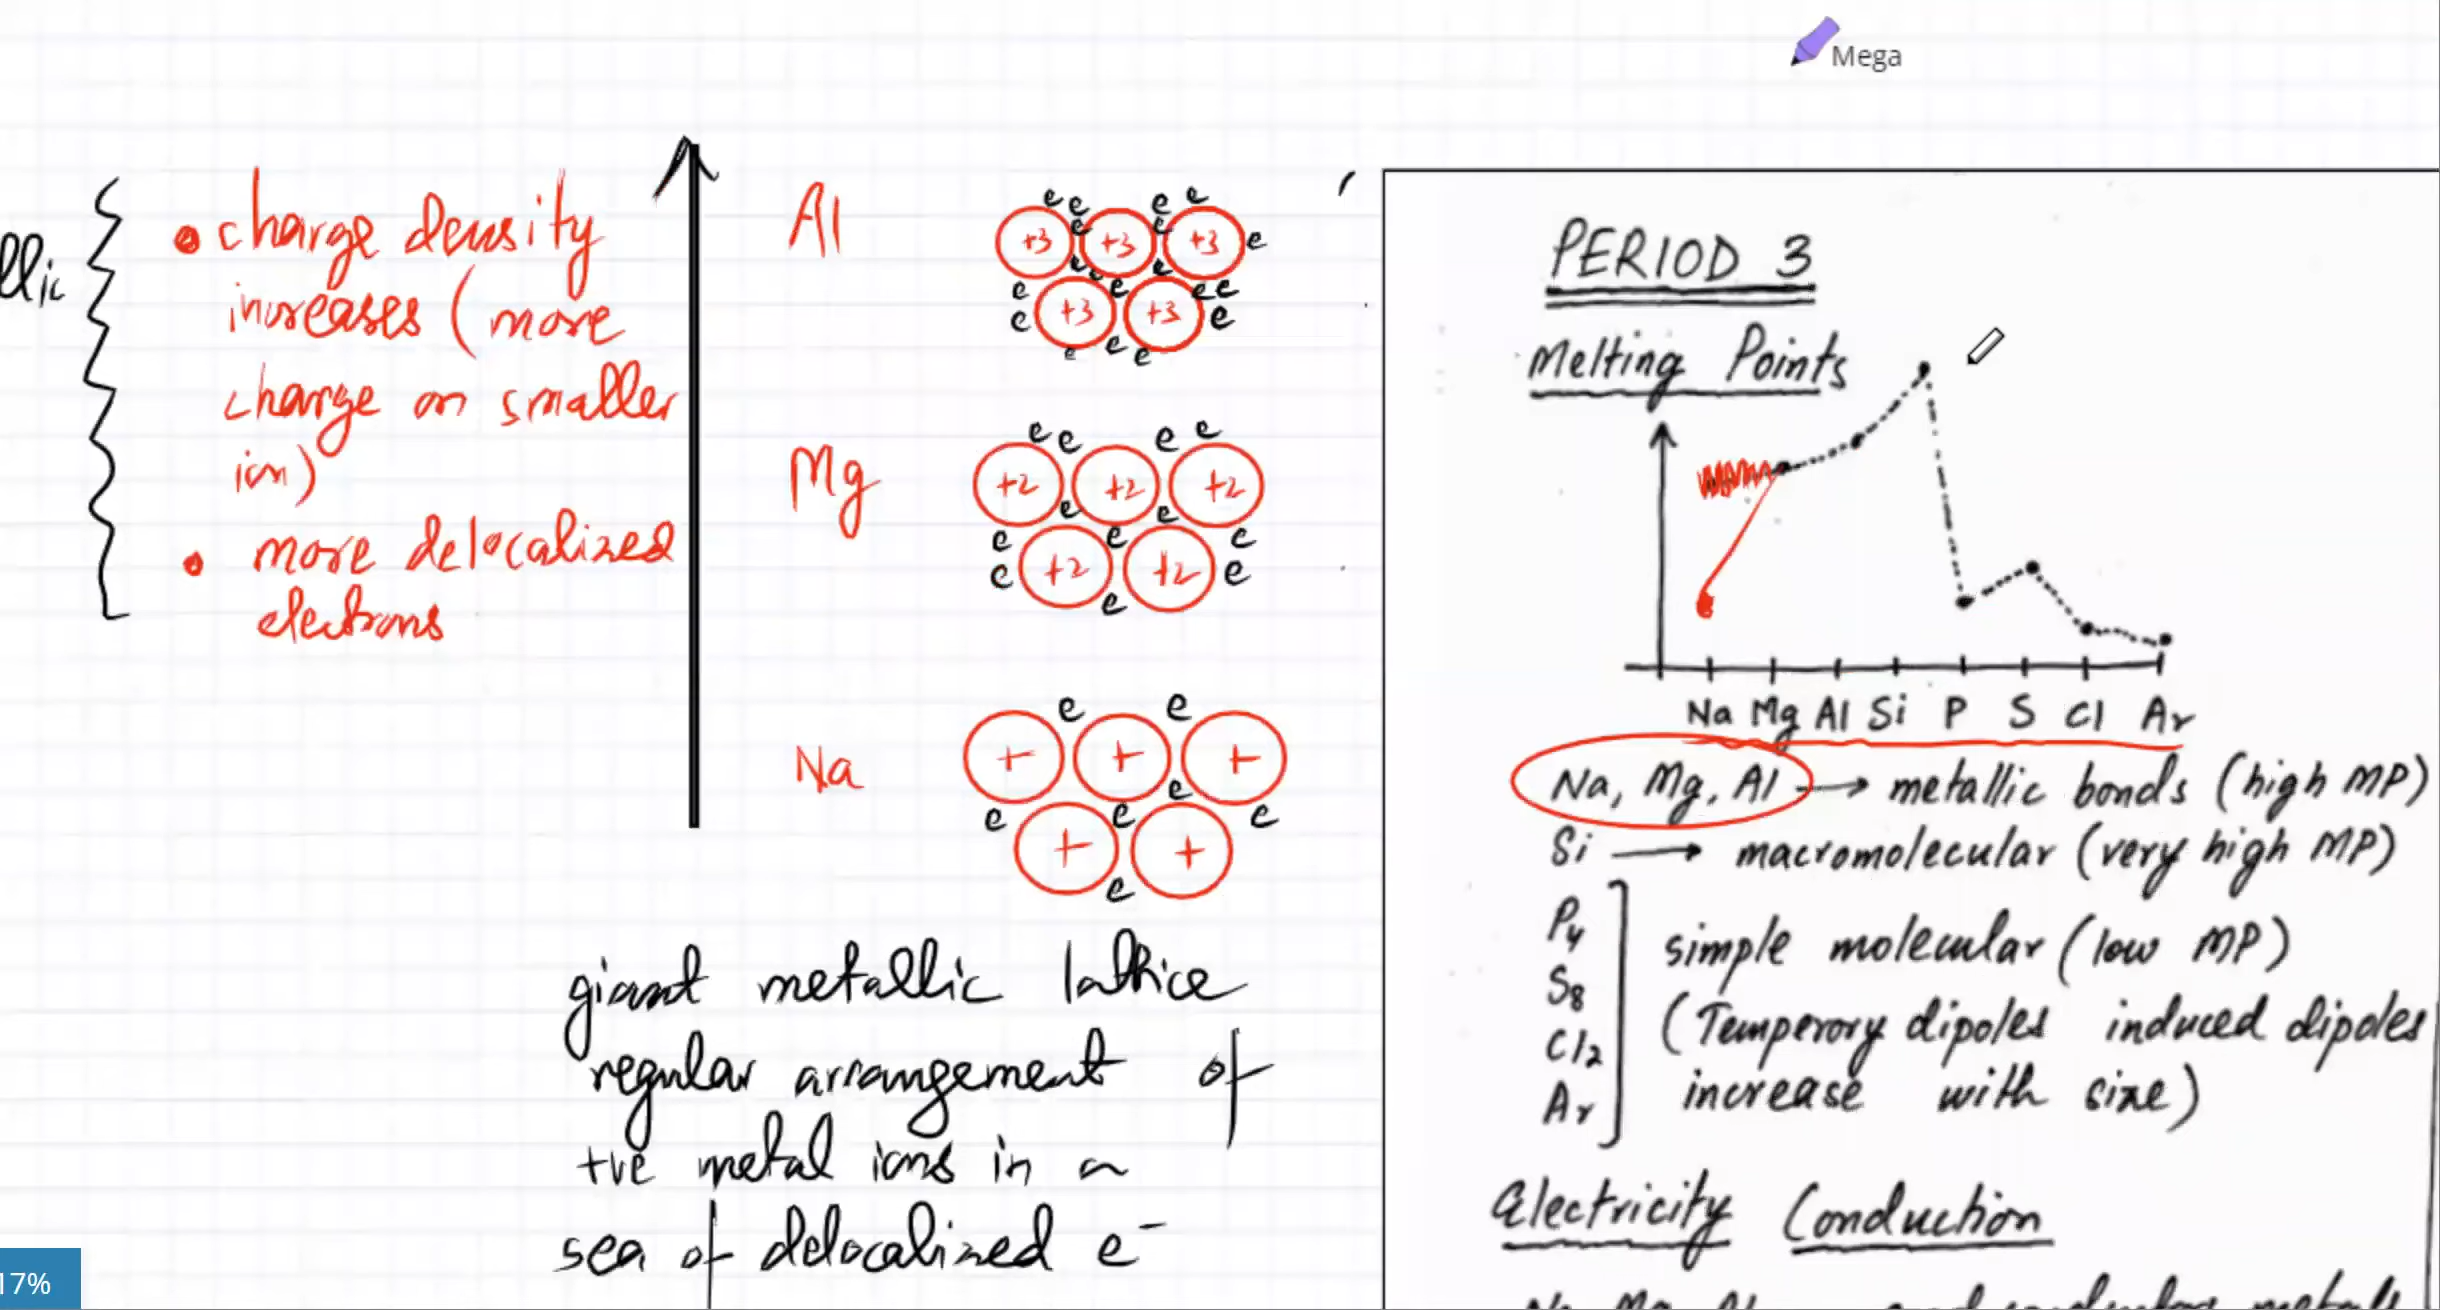 Mega
llic
• charge density
increases (more
charge on smaller
ion)
• more delocalized
electrons
Al
e e e e
e e
+3 +3 +3 e
e e e
e e e e e
+3 +3
e e
e e e
Mg
e e e e
+2 +2 +2
e e
e e e
+2 +2
e e
e
Na
e e
+ + +
e
e e e
+ +
e
giant metallic lattice
regular arrangement of
+ve metal ions in a
sea of delocalized e⁻
PERIOD 3
Melting Points
Na Mg Al Si P S Cl Ar
Na, Mg, Al → metallic bonds (high MP)
Si → macromolecular (very high MP)
P4
S8
Cl2
Ar
simple molecular (low MP)
(Temperory dipoles induced dipoles
increase with size)
Electricity Conduction
17%